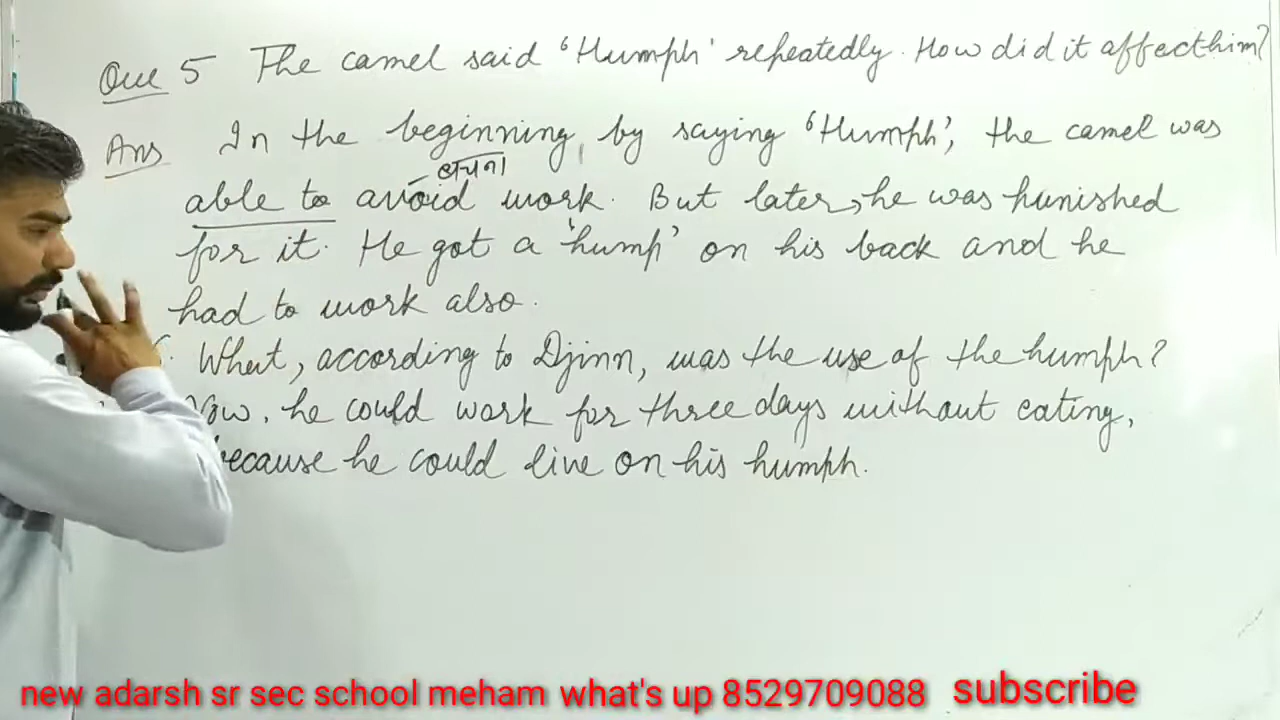 Que 5 The camel said 'Humph' repeatedly. How did it affect him?
Ans In the beginning, by saying 'Humph', the camel was
बचना
able to avoid work. But later, he was punished
for it. He got a 'hump' on his back and he
had to work also.
What, according to Djinn, was the use of the humph?
Now, he could work for three days without eating,
because he could live on his humph.
new adarsh sr sec school meham what's up 8529709088 subscribe